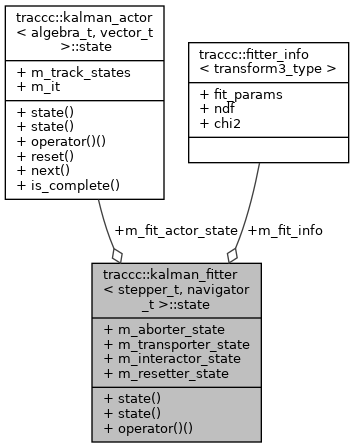 traccc::kalman_actor
< algebra_t, vector_t
>::state
+ m_track_states
+ m_it
+ state()
+ state()
+ operator()()
+ reset()
+ next()
+ is_complete()
traccc::fitter_info
< transform3_type >
+ fit_params
+ ndf
+ chi2
+m_fit_actor_state
+m_fit_info
traccc::kalman_fitter
< stepper_t, navigator
_t >::state
+ m_aborter_state
+ m_transporter_state
+ m_interactor_state
+ m_resetter_state
+ state()
+ state()
+ operator()()